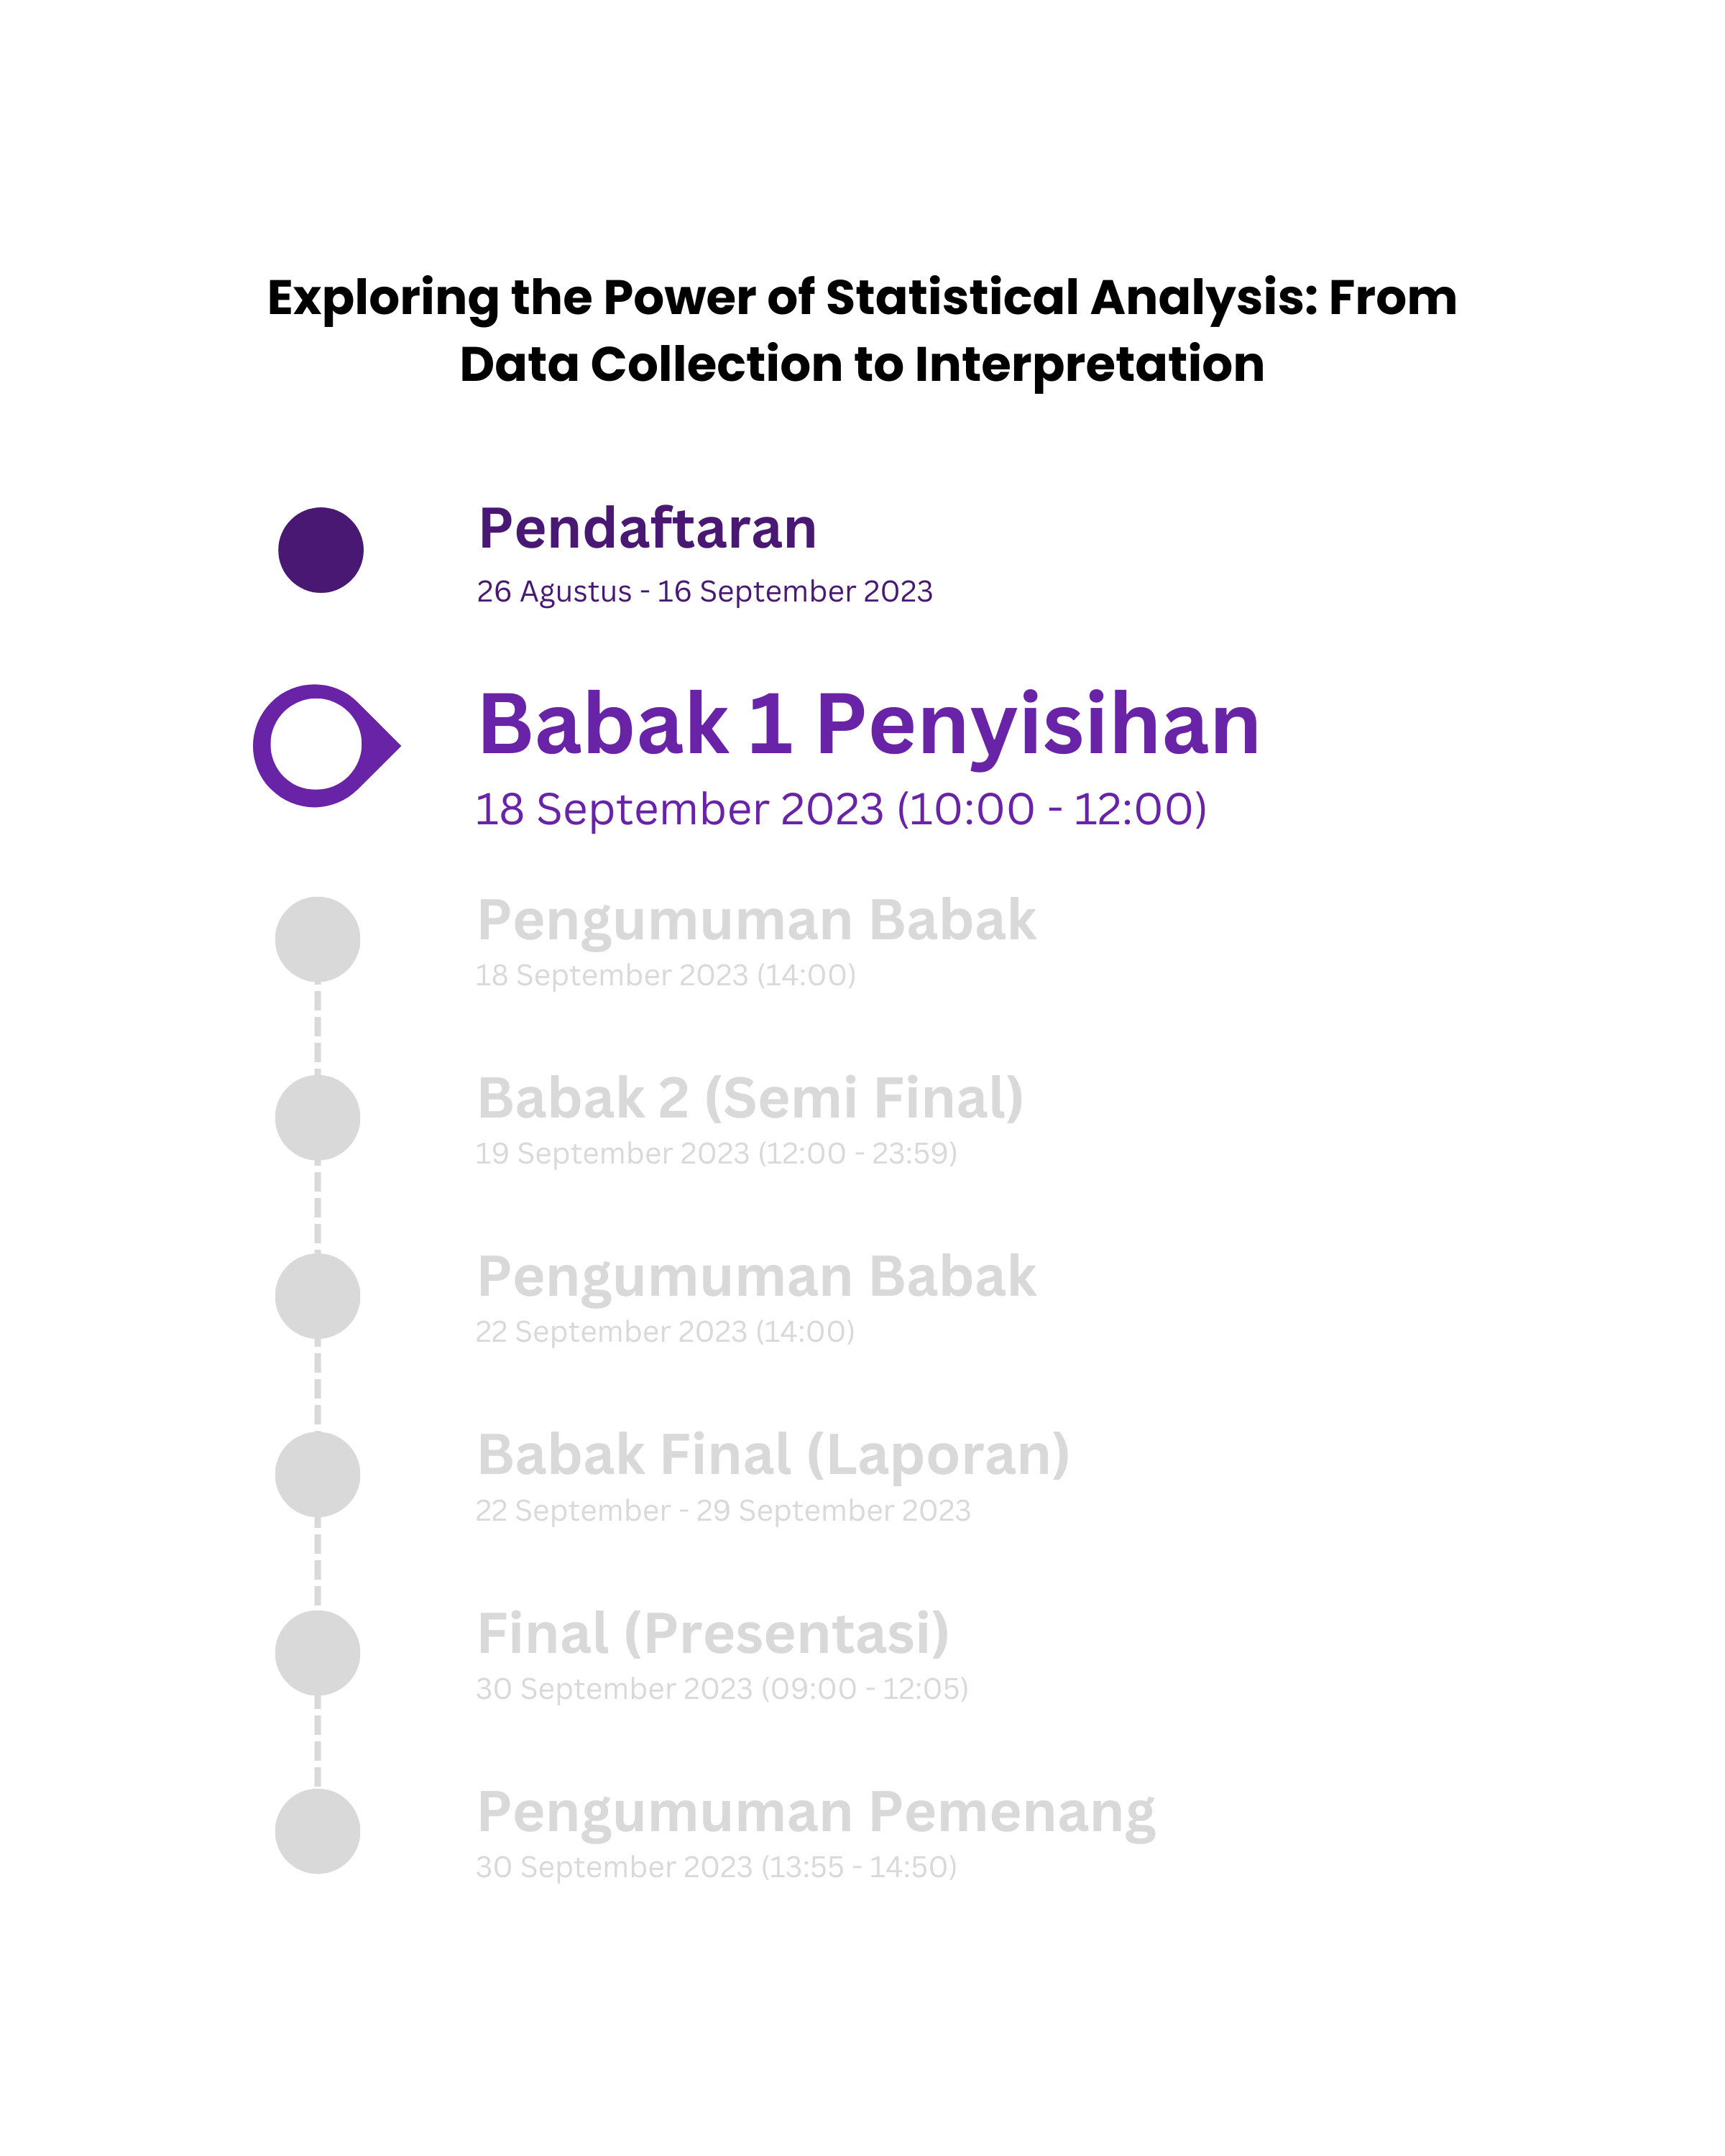 Exploring the Power of Statistical Analysis: From
Data Collection to Interpretation
Pendaftaran
26 Agustus - 16 September 2023
Babak 1 Penyisihan
18 September 2023 (10:00 - 12:00)
Pengumuman Babak
18 September 2023 (14:00)
Babak 2 (Semi Final)
19 September 2023 (12:00 - 23:59)
Pengumuman Babak
22 September 2023 (14:00)
Babak Final (Laporan)
22 September - 29 September 2023
Final (Presentasi)
30 September 2023 (09:00 - 12:05)
Pengumuman Pemenang
30 September 2023 (13:55 - 14:50)